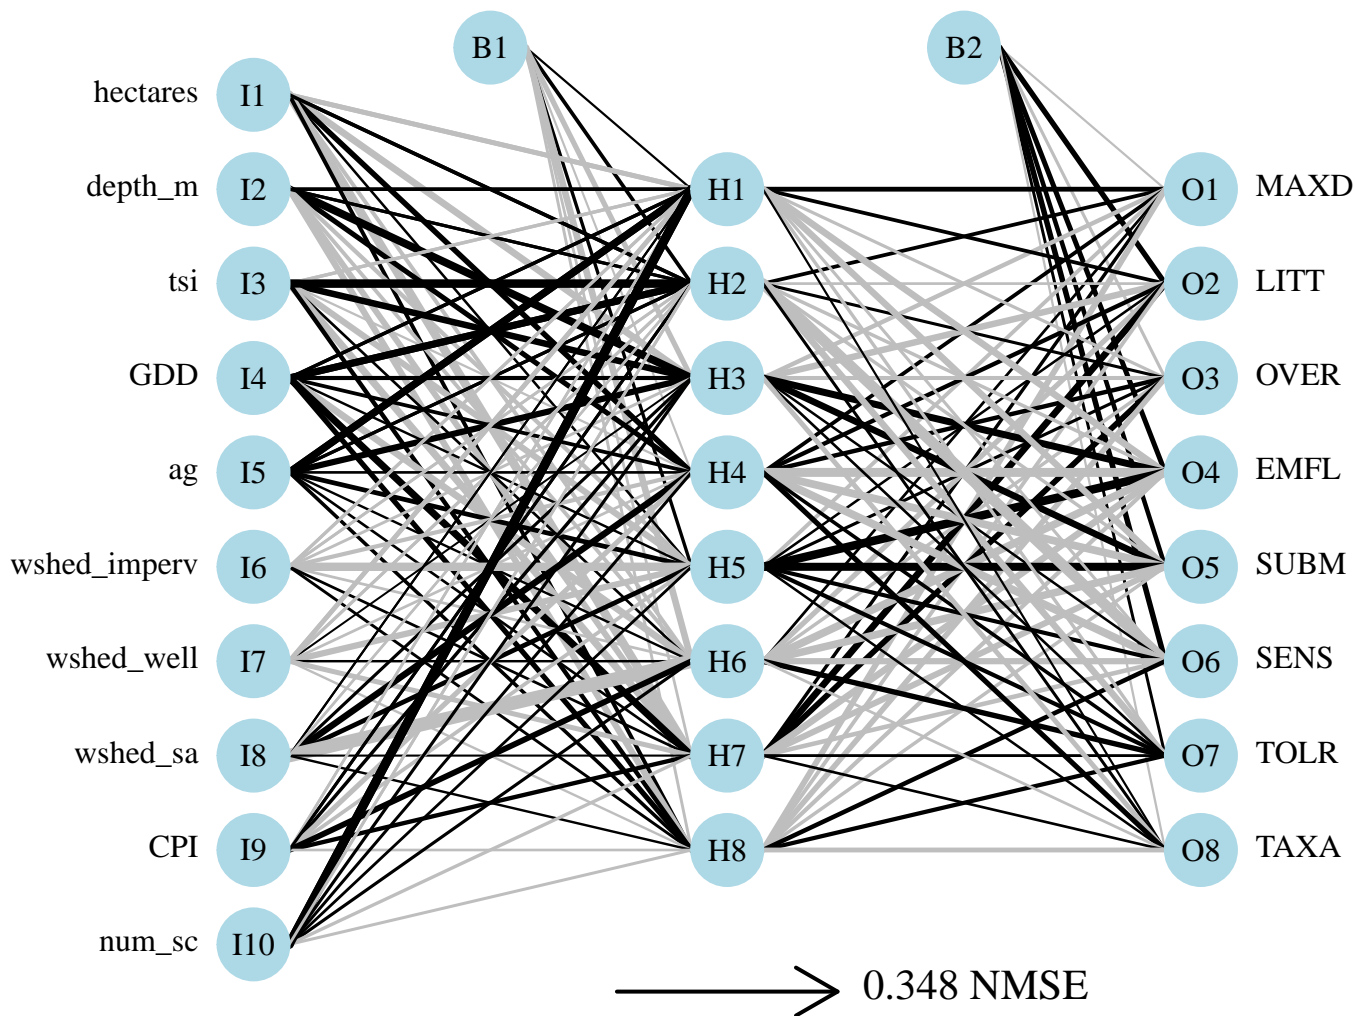 B1
B2
hectares I1
depth_m I2 H1 O1 MAXD
tsi I3 H2 O2 LITT
GDD I4 H3 O3 OVER
ag I5 H4 O4 EMFL
wshed_imperv I6 H5 O5 SUBM
wshed_well I7 H6 O6 SENS
wshed_sa I8 H7 O7 TOLR
CPI I9 H8 O8 TAXA
num_sc I10
0.348 NMSE